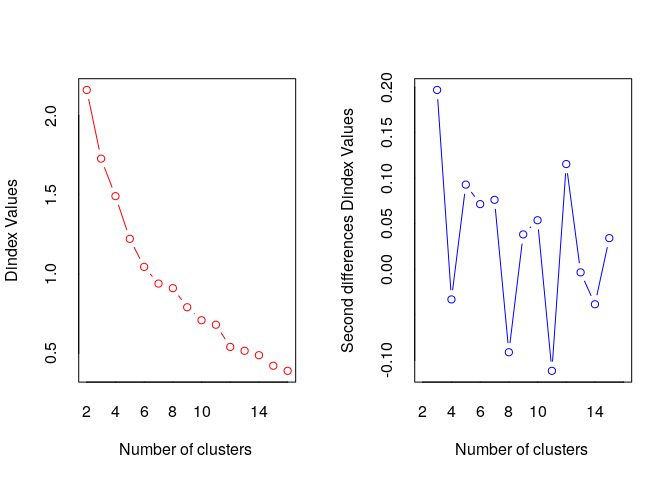 Dindex Values
2.0
1.5
1.0
0.5
2 4 6 8 10 14
Number of clusters
Second differences Dindex Values
0.20
0.15
0.10
0.05
0.00
-0.10
2 4 6 8 10 14
Number of clusters